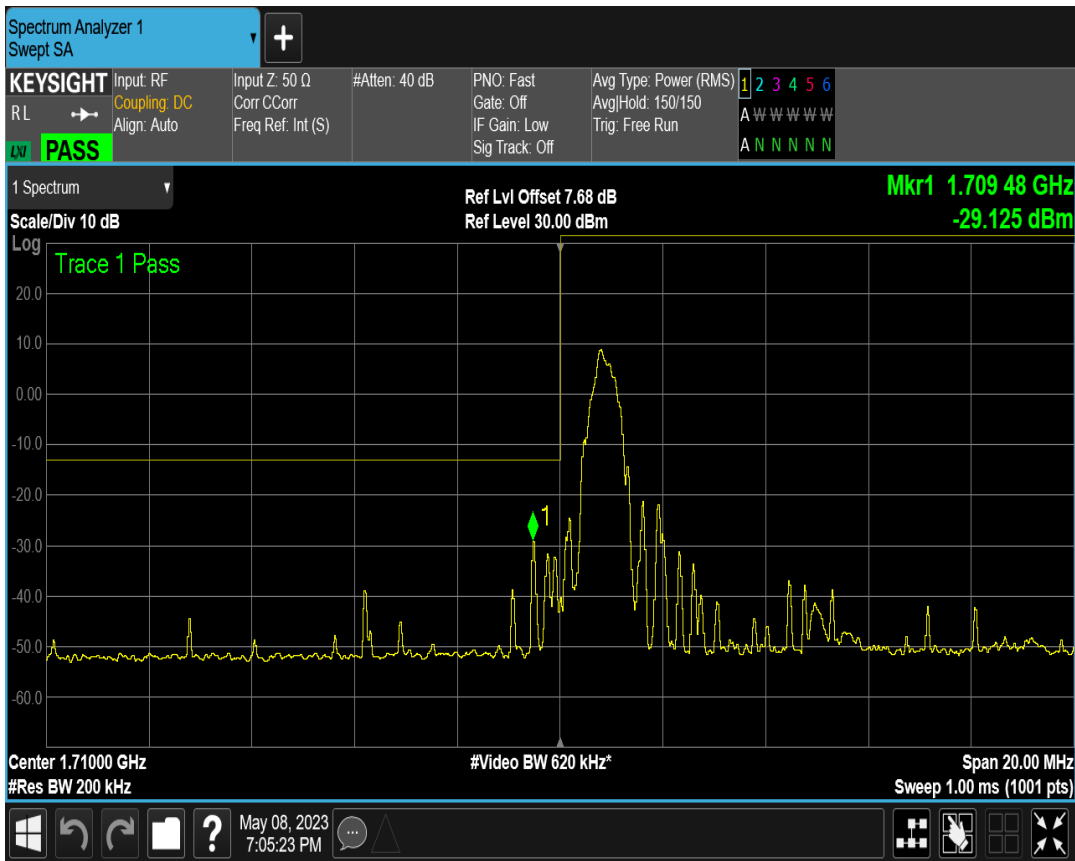 Spectrum Analyzer 1
Swept SA
+
KEYSIGHT
R L
LXI PASS
Input: RF
Coupling: DC
Align: Auto
Input Z: 50 Ω
Corr CCorr
Freq Ref: Int (S)
#Atten: 40 dB
PNO: Fast
Gate: Off
IF Gain: Low
Sig Track: Off
Avg Type: Power (RMS)
Avg|Hold: 150/150
Trig: Free Run
1 2 3 4 5 6
A W W W W W
A N N N N N
1 Spectrum
Scale/Div 10 dB
Ref Lvl Offset 7.68 dB
Ref Level 30.00 dBm
Mkr1 1.709 48 GHz
-29.125 dBm
Log
Trace 1 Pass
20.0
10.0
0.00
-10.0
-20.0
1
-30.0
-40.0
-50.0
-60.0
Center 1.71000 GHz
#Video BW 620 kHz*
Span 20.00 MHz
#Res BW 200 kHz
Sweep 1.00 ms (1001 pts)
?
May 08, 2023
7:05:23 PM